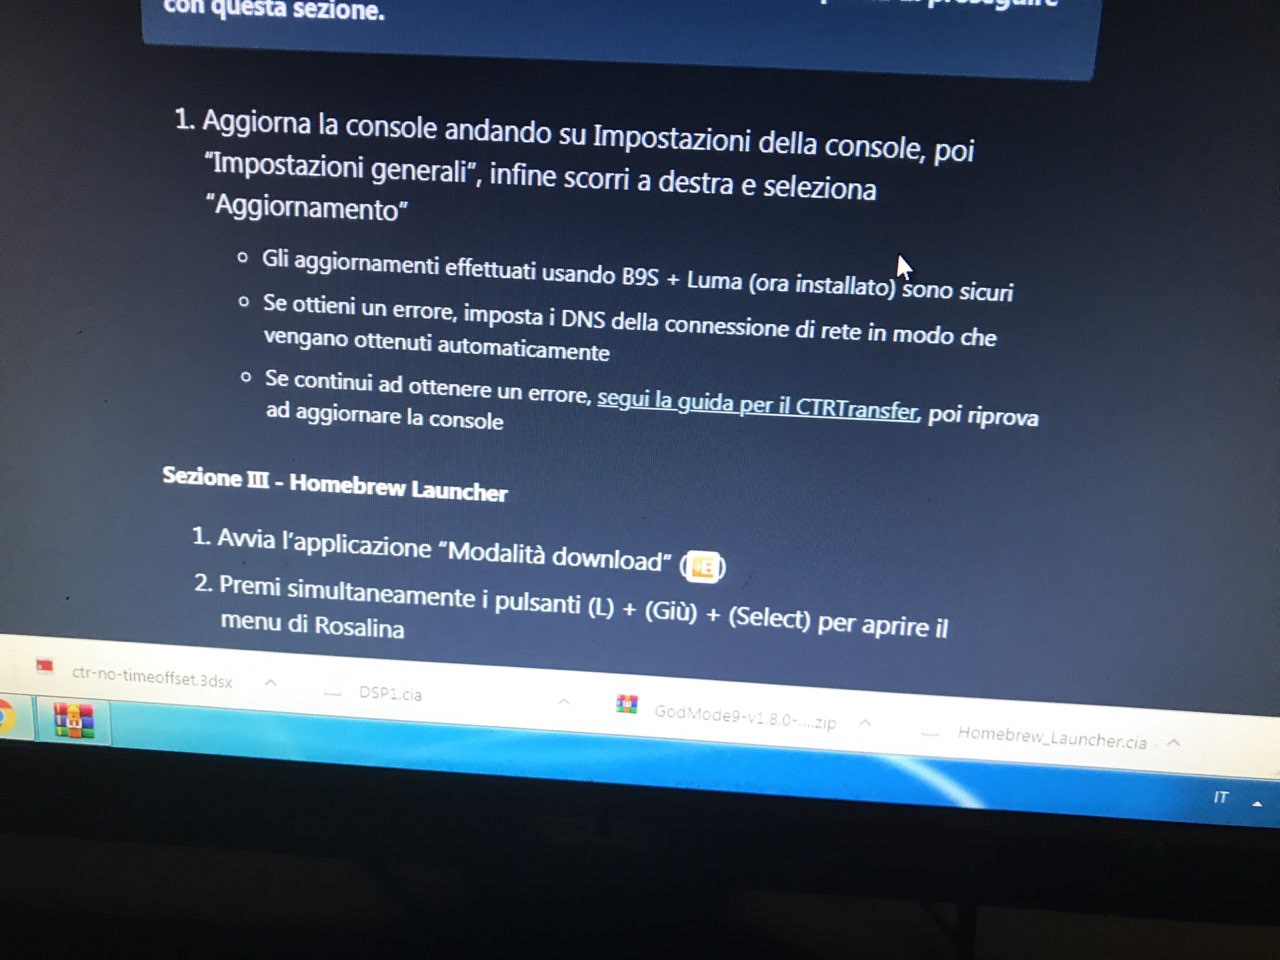 con questa sezione.
proseguire
1. Aggiorna la console andando su Impostazioni della console, poi
"Impostazioni generali", infine scorri a destra e seleziona
"Aggiornamento"
Gli aggiornamenti effettuati usando B9S + Luma (ora installato) sono sicuri
Se ottieni un errore, imposta i DNS della connessione di rete in modo che
vengano ottenuti automaticamente
Se continui ad ottenere un errore, segui la guida per il CTRTransfer, poi riprova
ad aggiornare la console
Sezione III - Homebrew Launcher
1. Avvia l'applicazione "Modalità download" ( )
2. Premi simultaneamente i pulsanti (L) + (Giù) + (Select) per aprire il
menu di Rosalina
ctr-no-timeoffset.3dsx
DSP1.cia
GodMode9-v1.8.0-....zip
Homebrew_Launcher.cia
IT